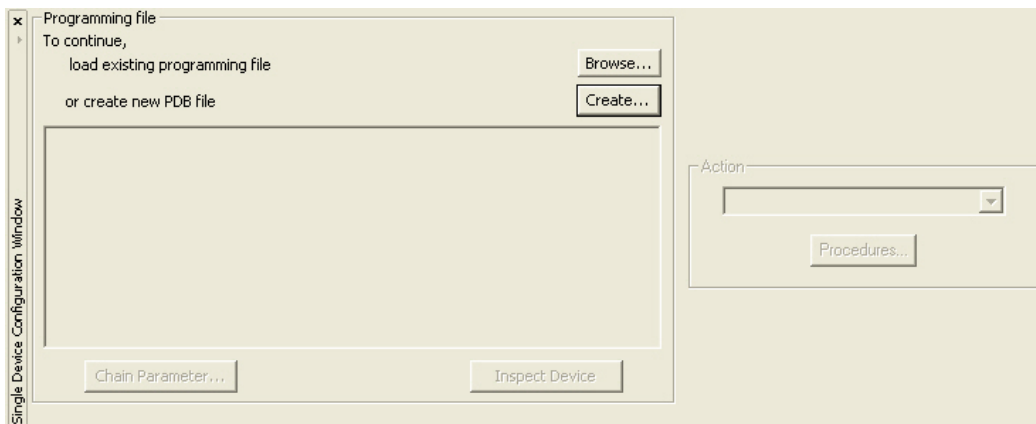 Programming file
To continue,
load existing programming file
Browse...
or create new PDB file
Create...
Action
Procedures...
Chain Parameter...
Inspect Device
Single Device Configuration Window